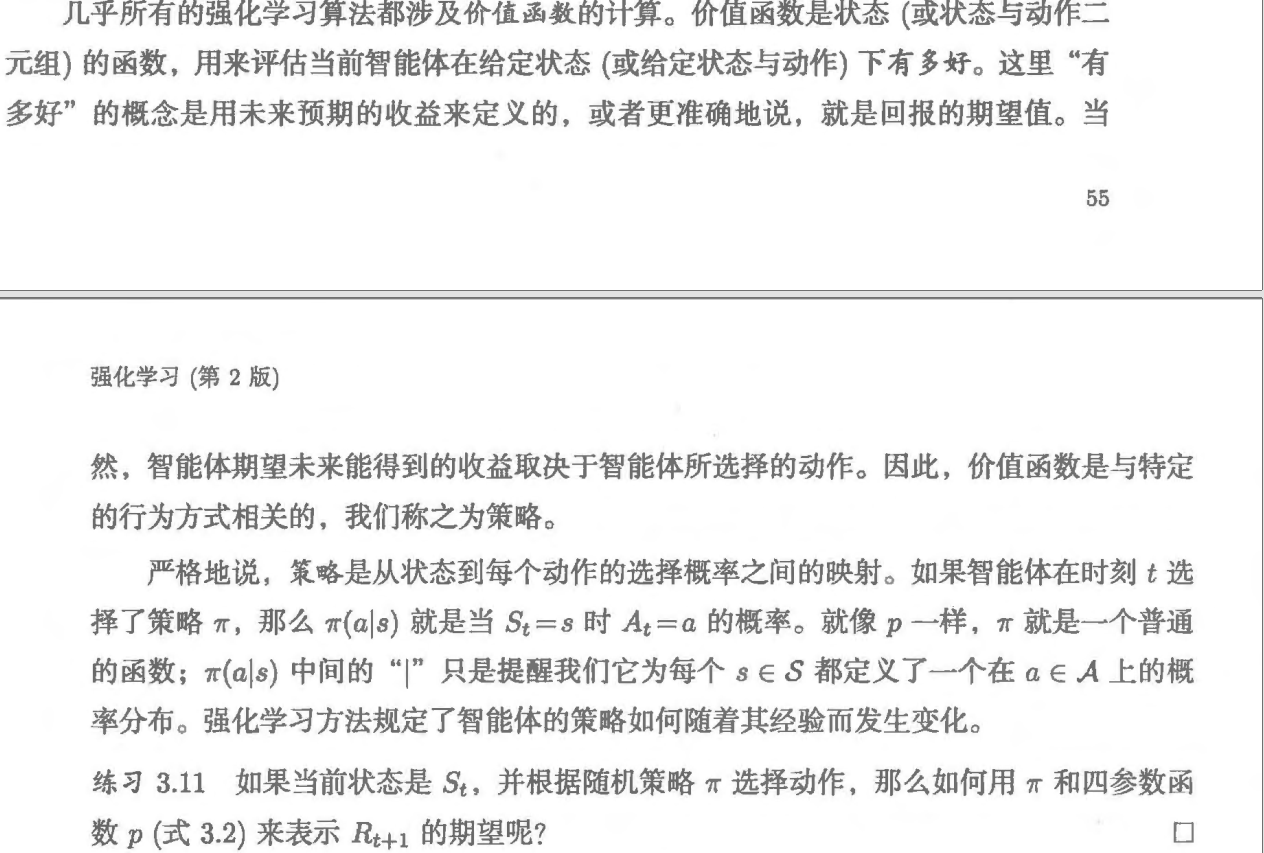 几乎所有的强化学习算法都涉及价值函数的计算。价值函数是状态 (或状态与动作二
元组) 的函数，用来评估当前智能体在给定状态 (或给定状态与动作) 下有多好。这里“有
多好”的概念是用未来预期的收益来定义的，或者更准确地说，就是回报的期望值。当
55
强化学习 (第 2 版)
然，智能体期望未来能得到的收益取决于智能体所选择的动作。因此，价值函数是与特定
的行为方式相关的，我们称之为策略。
严格地说，策略是从状态到每个动作的选择概率之间的映射。如果智能体在时刻 t 选
择了策略 π，那么 π(a|s) 就是当 Sₜ=s 时 Aₜ=a 的概率。就像 p 一样，π 就是一个普通
的函数；π(a|s) 中间的“|”只是提醒我们它为每个 s ∈ 𝒮 都定义了一个在 a ∈ 𝒜 上的概
率分布。强化学习方法规定了智能体的策略如何随着其经验而发生变化。
练习 3.11 如果当前状态是 Sₜ，并根据随机策略 π 选择动作，那么如何用 π 和四参数函
数 p (式 3.2) 来表示 Rₜ₊₁ 的期望呢? □